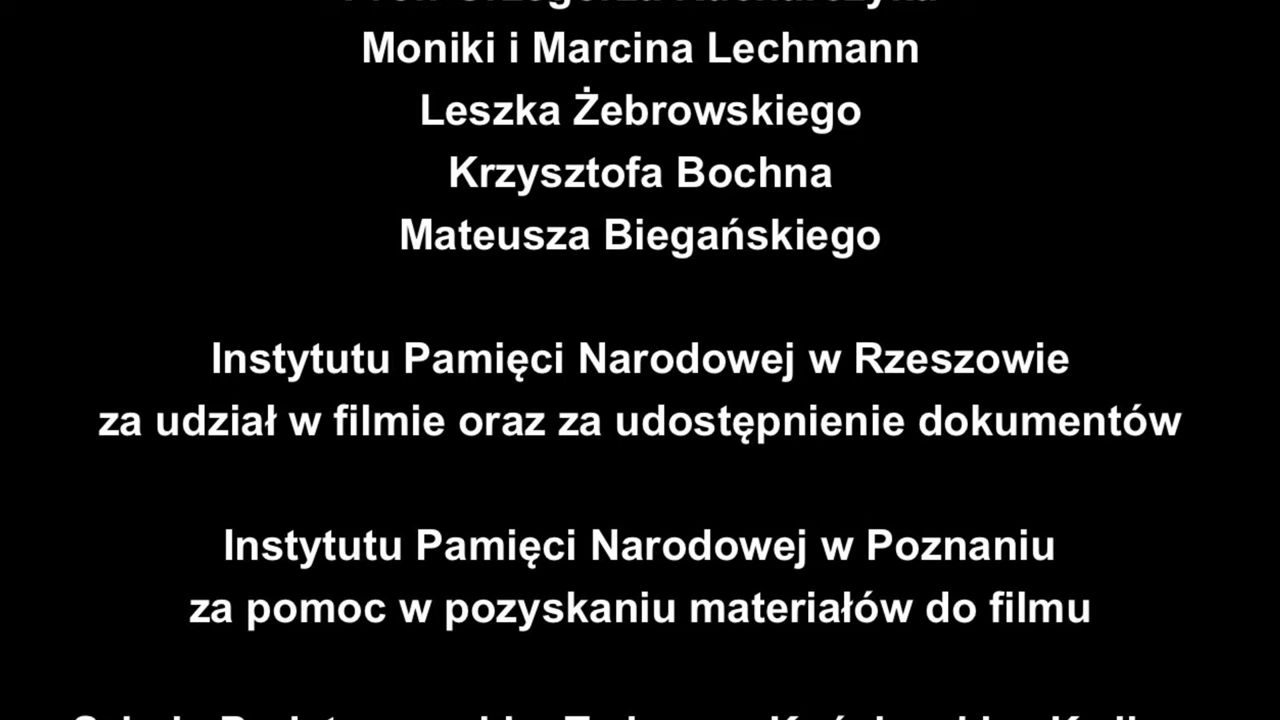 Moniki i Marcina Lechmann
Leszka Żebrowskiego
Krzysztofa Bochna
Mateusza Biegańskiego
Instytutu Pamięci Narodowej w Rzeszowie
za udział w filmie oraz za udostępnienie dokumentów
Instytutu Pamięci Narodowej w Poznaniu
za pomoc w pozyskaniu materiałów do filmu